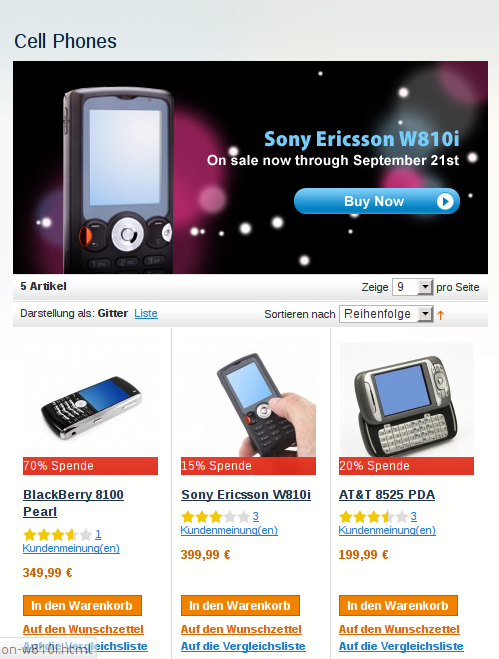 Cell Phones
Sony Ericsson W810i
On sale now through September 21st
Buy Now
5 Artikel
Zeige 9 pro Seite
Darstellung als: Gitter Liste
Sortieren nach Reihenfolge
70% Spende
15% Spende
20% Spende
BlackBerry 8100
Pearl
1
Kundenmeinung(en)
349,99 €
In den Warenkorb
Auf den Wunschzettel
Auf die Vergleichsliste
Sony Ericsson W810i
3
Kundenmeinung(en)
399,99 €
In den Warenkorb
Auf den Wunschzettel
Auf die Vergleichsliste
AT&T 8525 PDA
3
Kundenmeinung(en)
199,99 €
In den Warenkorb
Auf den Wunschzettel
Auf die Vergleichsliste
on-w810i.html